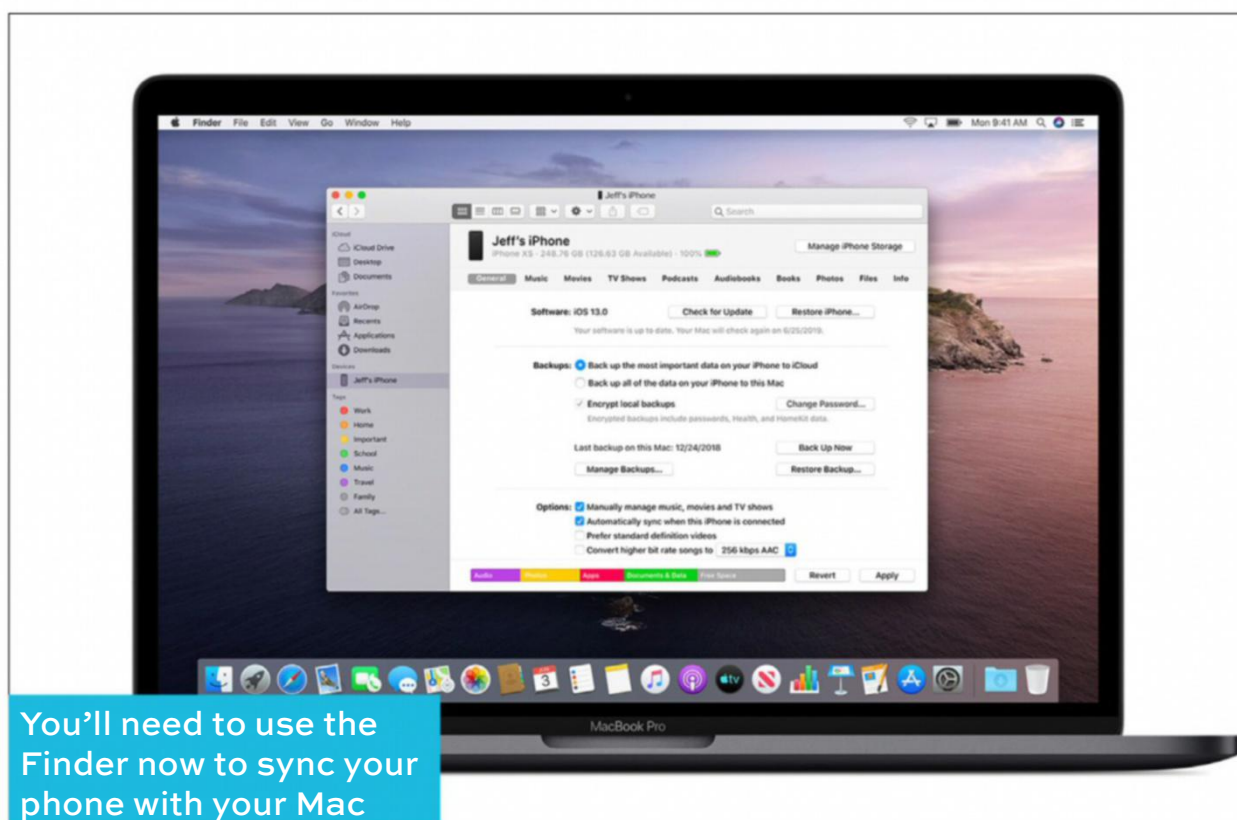 Finder File Edit View Go Window Help
Mon 9:41 AM
Jeff's iPhone
Search
iCloud
iCloud Drive
Desktop
Documents
Favorites
AirDrop
Recents
Applications
Downloads
Devices
Jeff's iPhone
Tags
Work
Home
Important
School
Music
Travel
Family
All Tags...
Jeff's iPhone
iPhone XS · 248.76 GB (126.63 GB Available) · 100%
Manage iPhone Storage
General Music Movies TV Shows Podcasts Audiobooks Books Photos Files Info
Software: iOS 13.0
Check for Update
Restore iPhone...
Your software is up to date. Your Mac will check again on 6/25/2019.
Backups:
Back up the most important data on your iPhone to iCloud
Back up all of the data on your iPhone to this Mac
Encrypt local backups
Change Password...
Encrypted backups include passwords, Health, and HomeKit data.
Last backup on this Mac: 12/24/2018
Back Up Now
Manage Backups...
Restore Backup...
Options:
Manually manage music, movies and TV shows
Automatically sync when this iPhone is connected
Prefer standard definition videos
Convert higher bit rate songs to 256 kbps AAC
Audio Photos Apps Documents & Data Free Space
Revert Apply
3
tv
MacBook Pro
You'll need to use the
Finder now to sync your
phone with your Mac